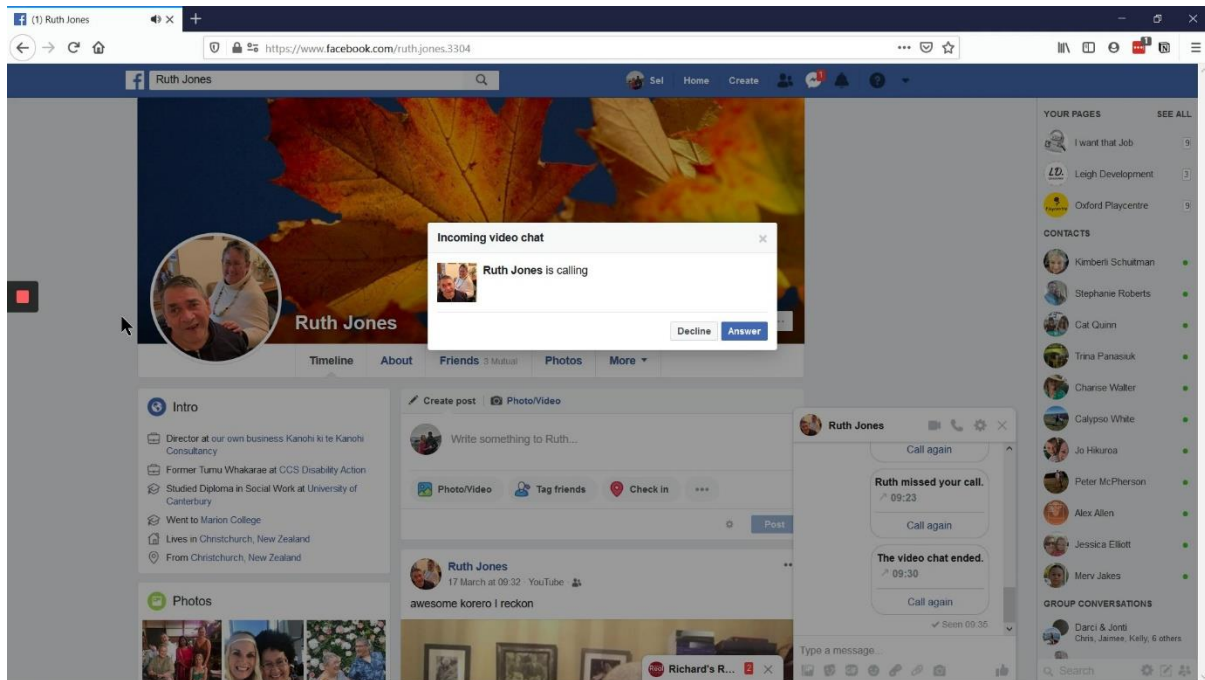 (1) Ruth Jones
https://www.facebook.com/ruth.jones.3304
Ruth Jones
Sel Home Create
1
Incoming video chat
Ruth Jones is calling
Decline Answer
Ruth Jones
Timeline About Friends 3 Mutual Photos More
Intro
Director at our own business Kanohi ki te Kanohi
Consultancy
Former Tumu Whakarae at CCS Disability Action
Studied Diploma in Social Work at University of
Canterbury
Went to Marion College
Lives in Christchurch, New Zealand
From Christchurch, New Zealand
Photos
Create post Photo/Video
Write something to Ruth...
Photo/Video Tag friends Check in
Post
Ruth Jones
17 March at 09:32 · YouTube
awesome korero I reckon
Richard's R... 2
Ruth Jones
Call again
Ruth missed your call.
09:23
Call again
The video chat ended.
09:30
Call again
Seen 09:35
Type a message...
YOUR PAGES SEE ALL
I want that Job 9
Leigh Development 3
Oxford Playcentre 9
CONTACTS
Kimberli Schuitman
Stephanie Roberts
Cat Quinn
Trina Panasiuk
Charise Walter
Calypso White
Jo Hikuroa
Peter McPherson
Alex Allen
Jessica Elliott
Merv Jakes
GROUP CONVERSATIONS
Darci & Jonti
Chris, Jaimee, Kelly, 6 others
Search